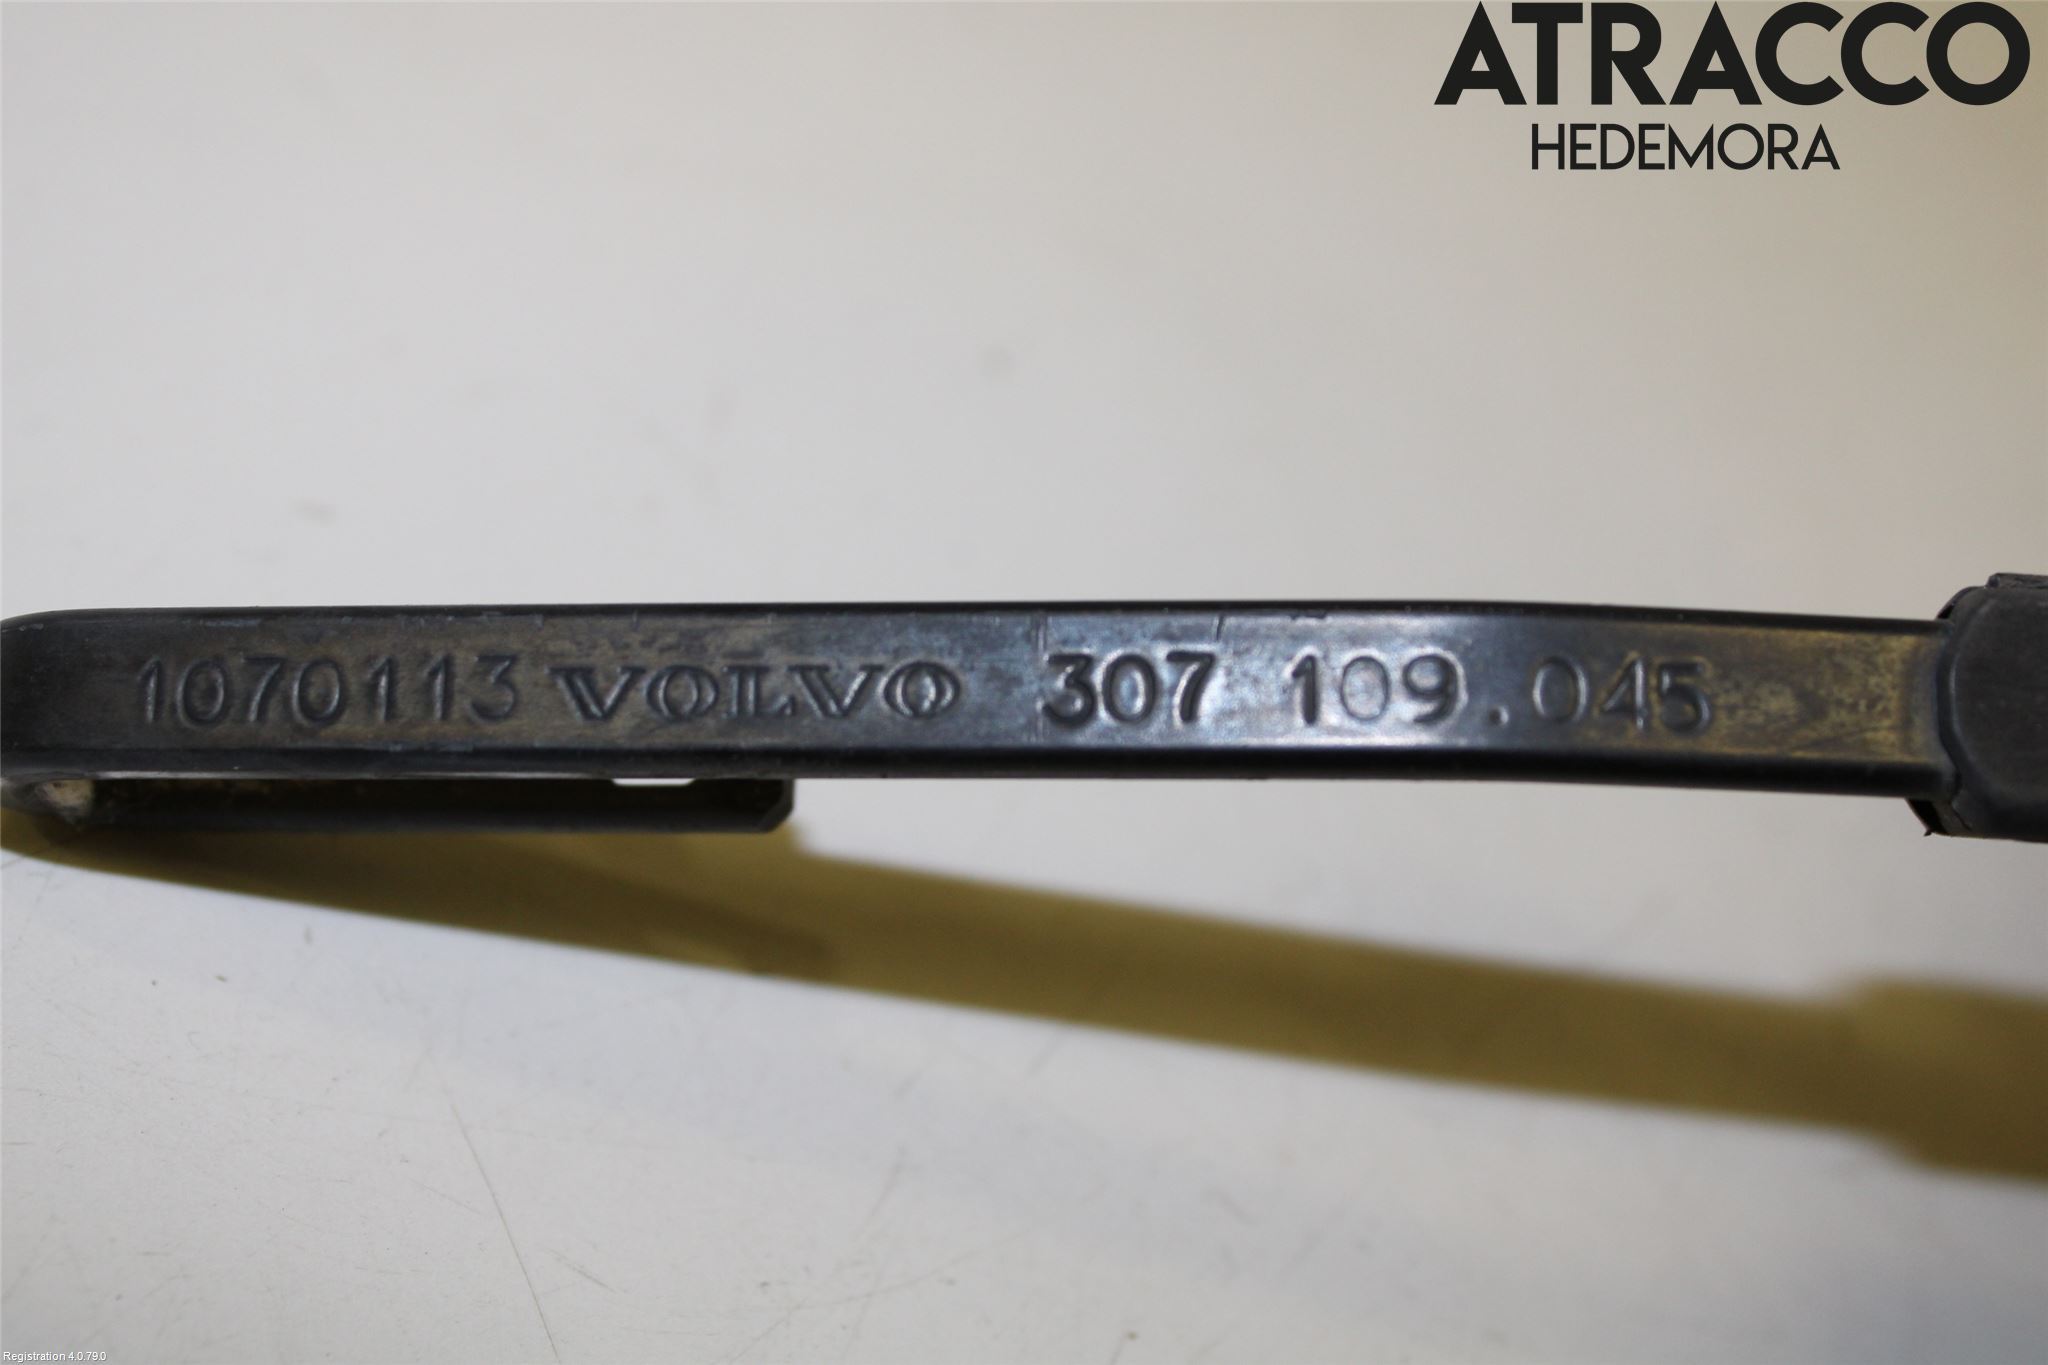 ATRACCO
HEDEMORA
1070113 VOLVO 307 109.045
Registration 4.0.79.0